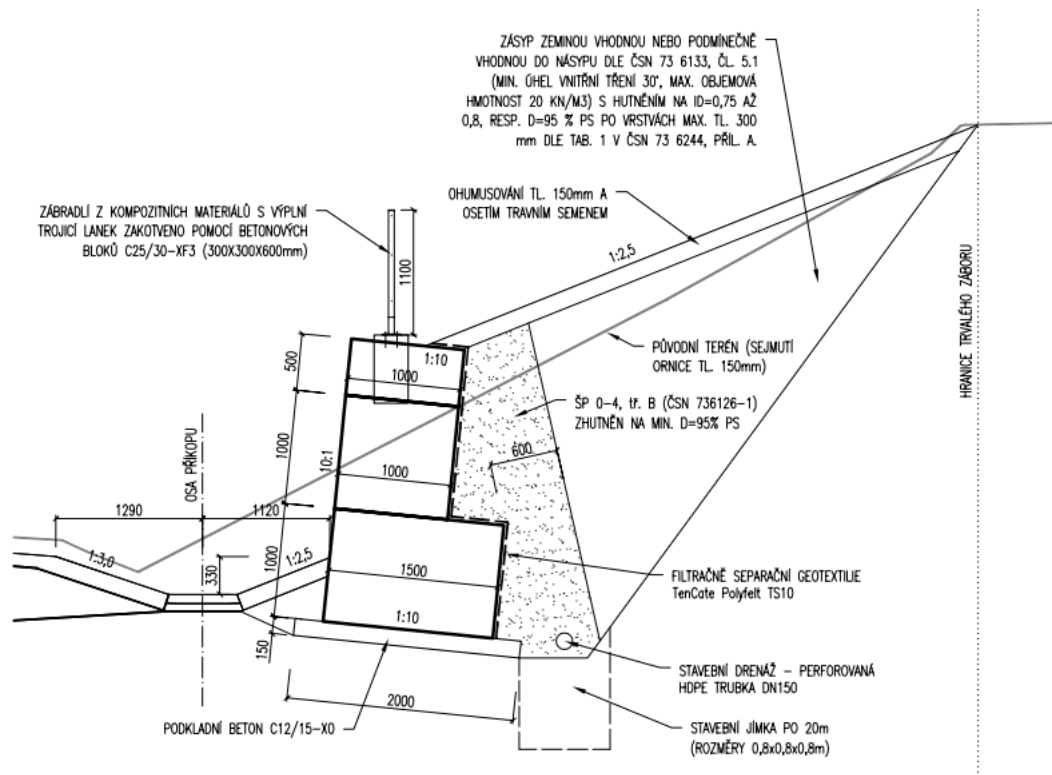 ZÁSYP ZEMINOU VHODNOU NEBO PODMÍNEČNĚ
VHODNOU DO NÁSYPU DLE ČSN 73 6133, ČL. 5.1
(MIN. ÚHEL VNITŘNÍ TŘENÍ 30°, MAX. OBJEMOVÁ
HMOTNOST 20 KN/M3) S HUTNĚNÍM NA ID=0,75 AŽ
0,8, RESP. D=95 % PS PO VRSTVÁCH MAX. TL. 300
mm DLE TAB. 1 V ČSN 73 6244, PŘÍL. A.
OHUMUSOVÁNÍ TL. 150mm A
OSETÍM TRAVNÍM SEMENEM
ZÁBRADLÍ Z KOMPOZITNÍCH MATERIÁLŮ S VÝPLNÍ
TROJICÍ LANEK ZAKOTVENO POMOCÍ BETONOVÝCH
BLOKŮ C25/30-XF3 (300X300X600mm)
1100
1:2,5
HRANICE TRVALÉHO ZÁBORU
500
1:10
1000
PŮVODNÍ TERÉN (SEJMUTÍ
ORNICE TL. 150mm)
ŠP 0-4, tř. B (ČSN 736126-1)
ZHUTNĚN NA MIN. D=95% PS
600
1000
10:1
1000
OSA PŘÍKOPU
1290
1120
1:3,0
330
1:2,5
1000
1500
1:10
150
FILTRAČNĚ SEPARAČNÍ GEOTEXTILIE
TenCate Polyfelt TS10
STAVEBNÍ DRENÁŽ - PERFOROVANÁ
HDPE TRUBKA DN150
2000
PODKLADNÍ BETON C12/15-X0
STAVEBNÍ JÍMKA PO 20m
(ROZMĚRY 0,8x0,8x0,8m)